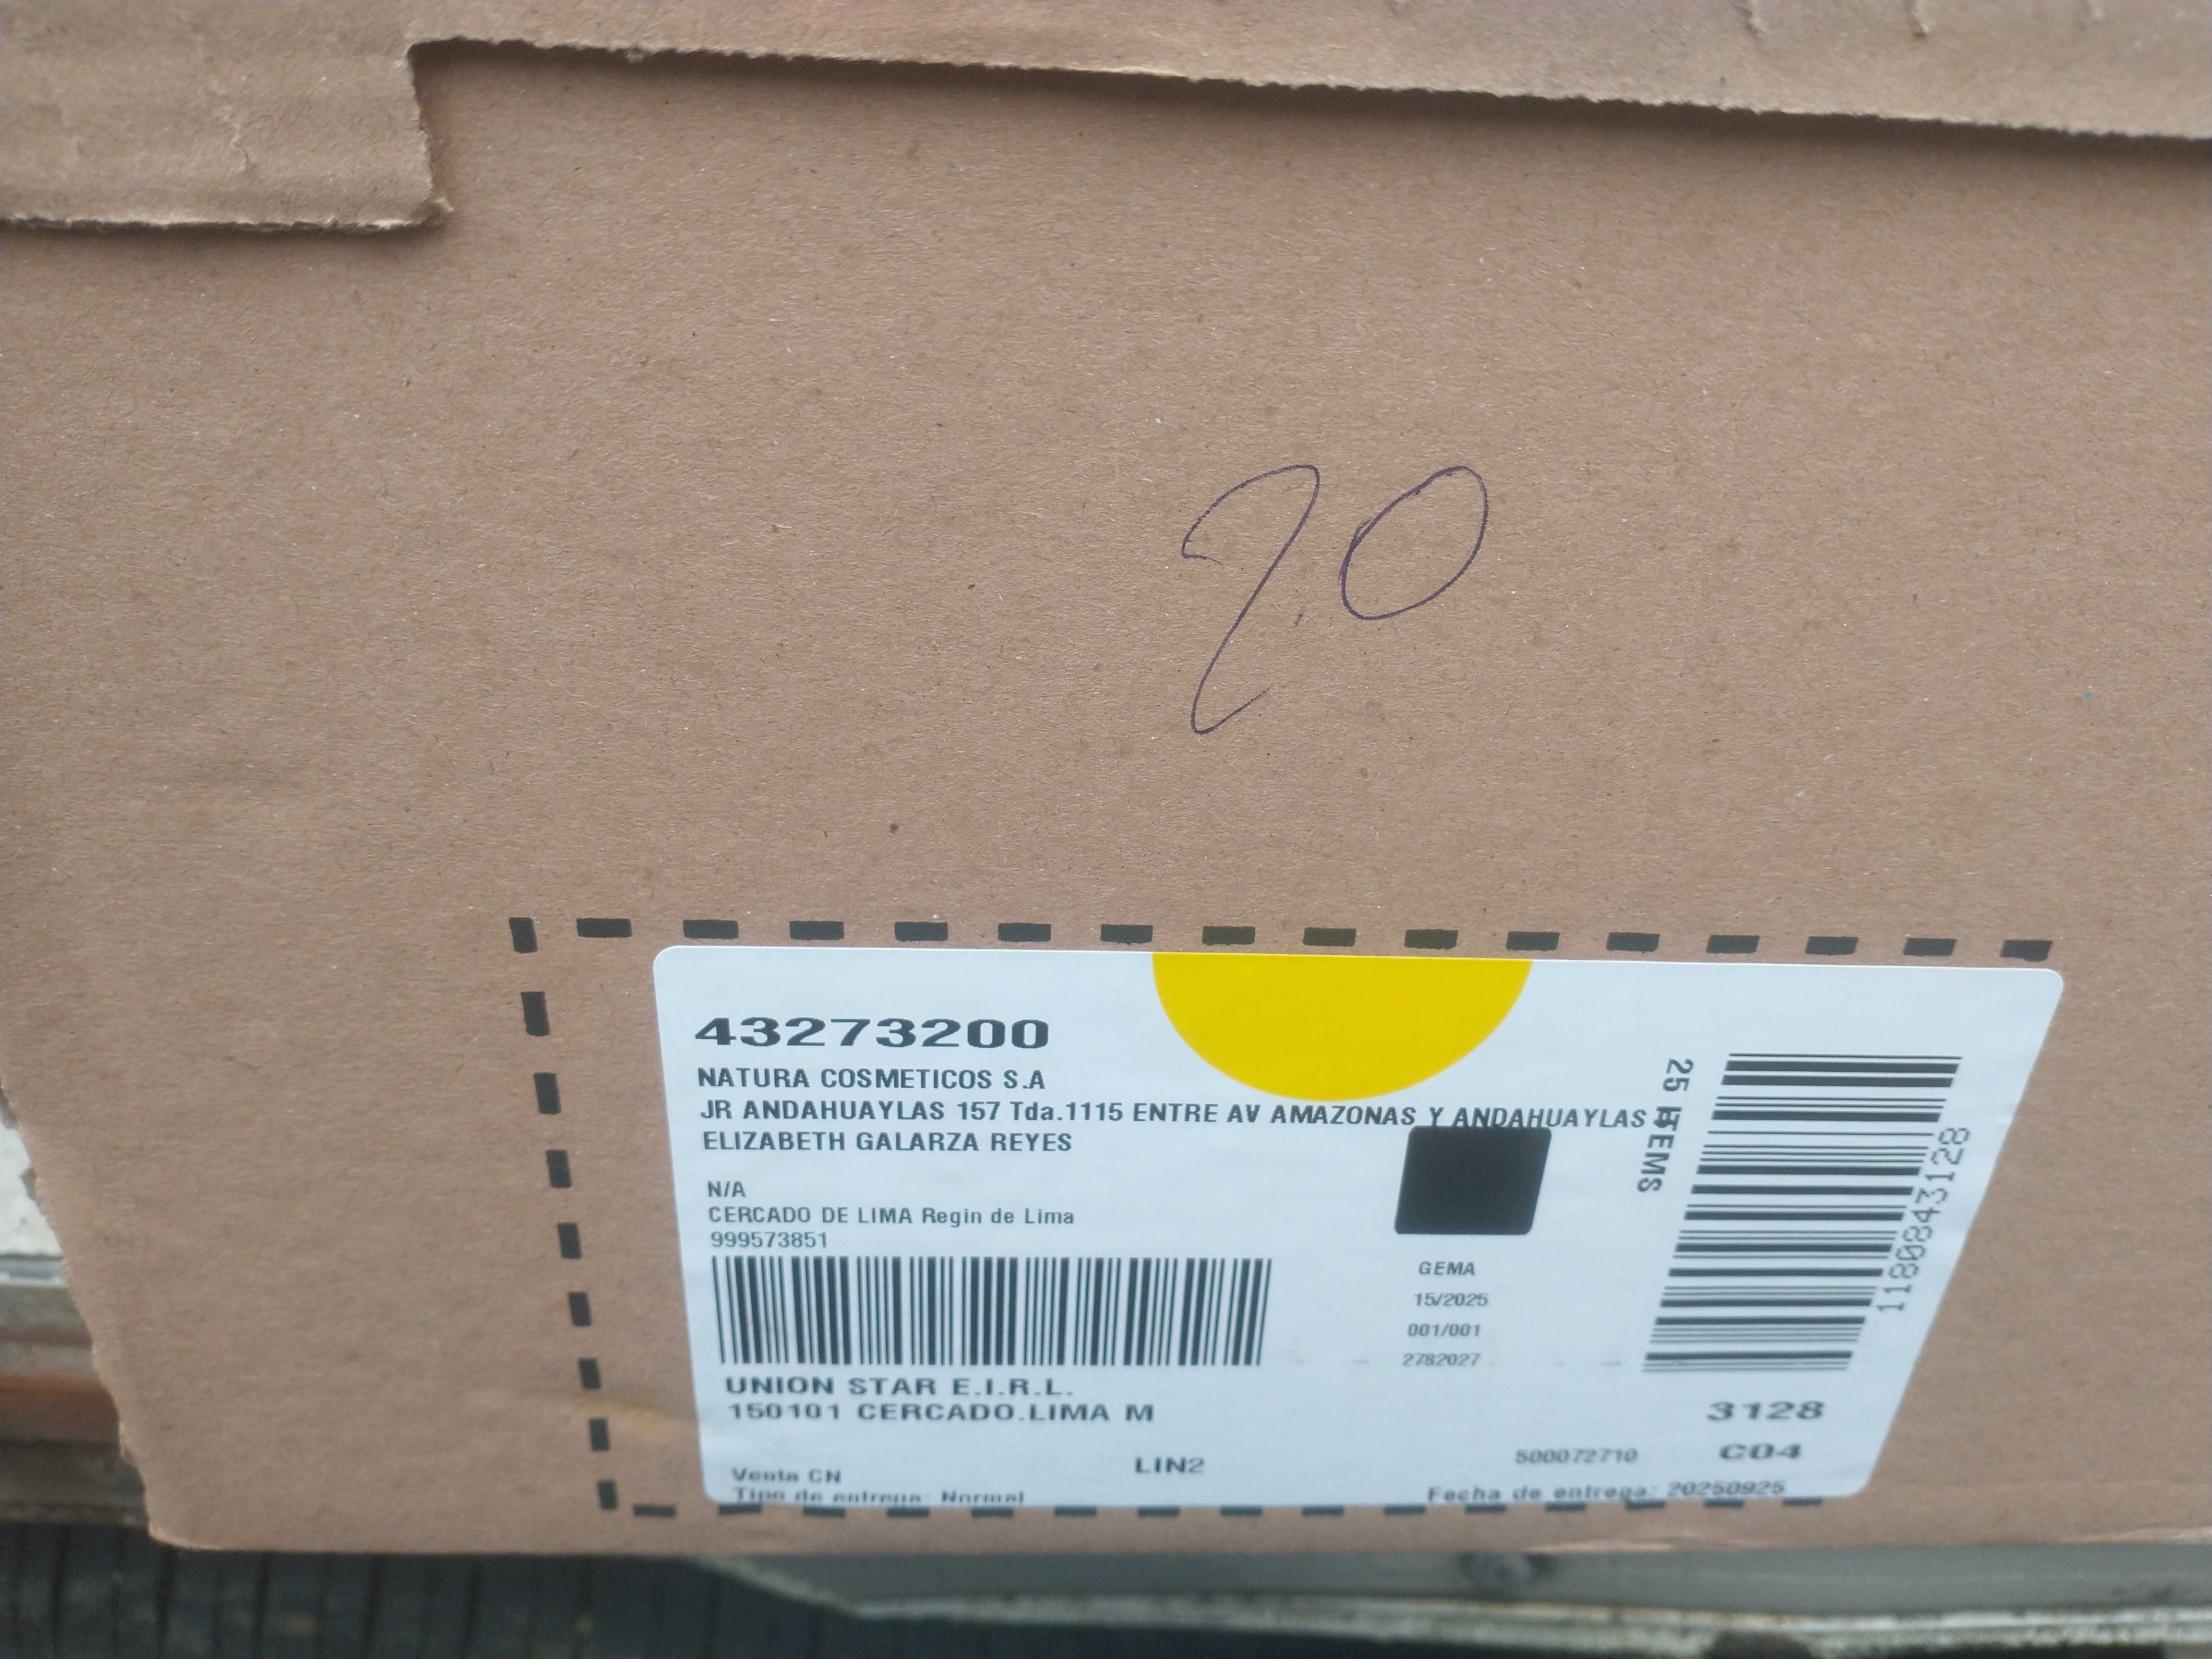 20
43273200
NATURA COSMETICOS S.A
JR ANDAHUAYLAS 157 Tda.1115 ENTRE AV AMAZONAS Y ANDAHUAYLAS
ELIZABETH GALARZA REYES
N/A
CERCADO DE LIMA Regin de Lima
999573851
UNION STAR E.I.R.L.
150101 CERCADO.LIMA M
LIN2
Venta CN
Tipo de entrega: Normal
GEMA
15/2025
001/001
2782027
25 ITEMS
1180843128
3128
500072710 C04
Fecha de entrega: 20250925